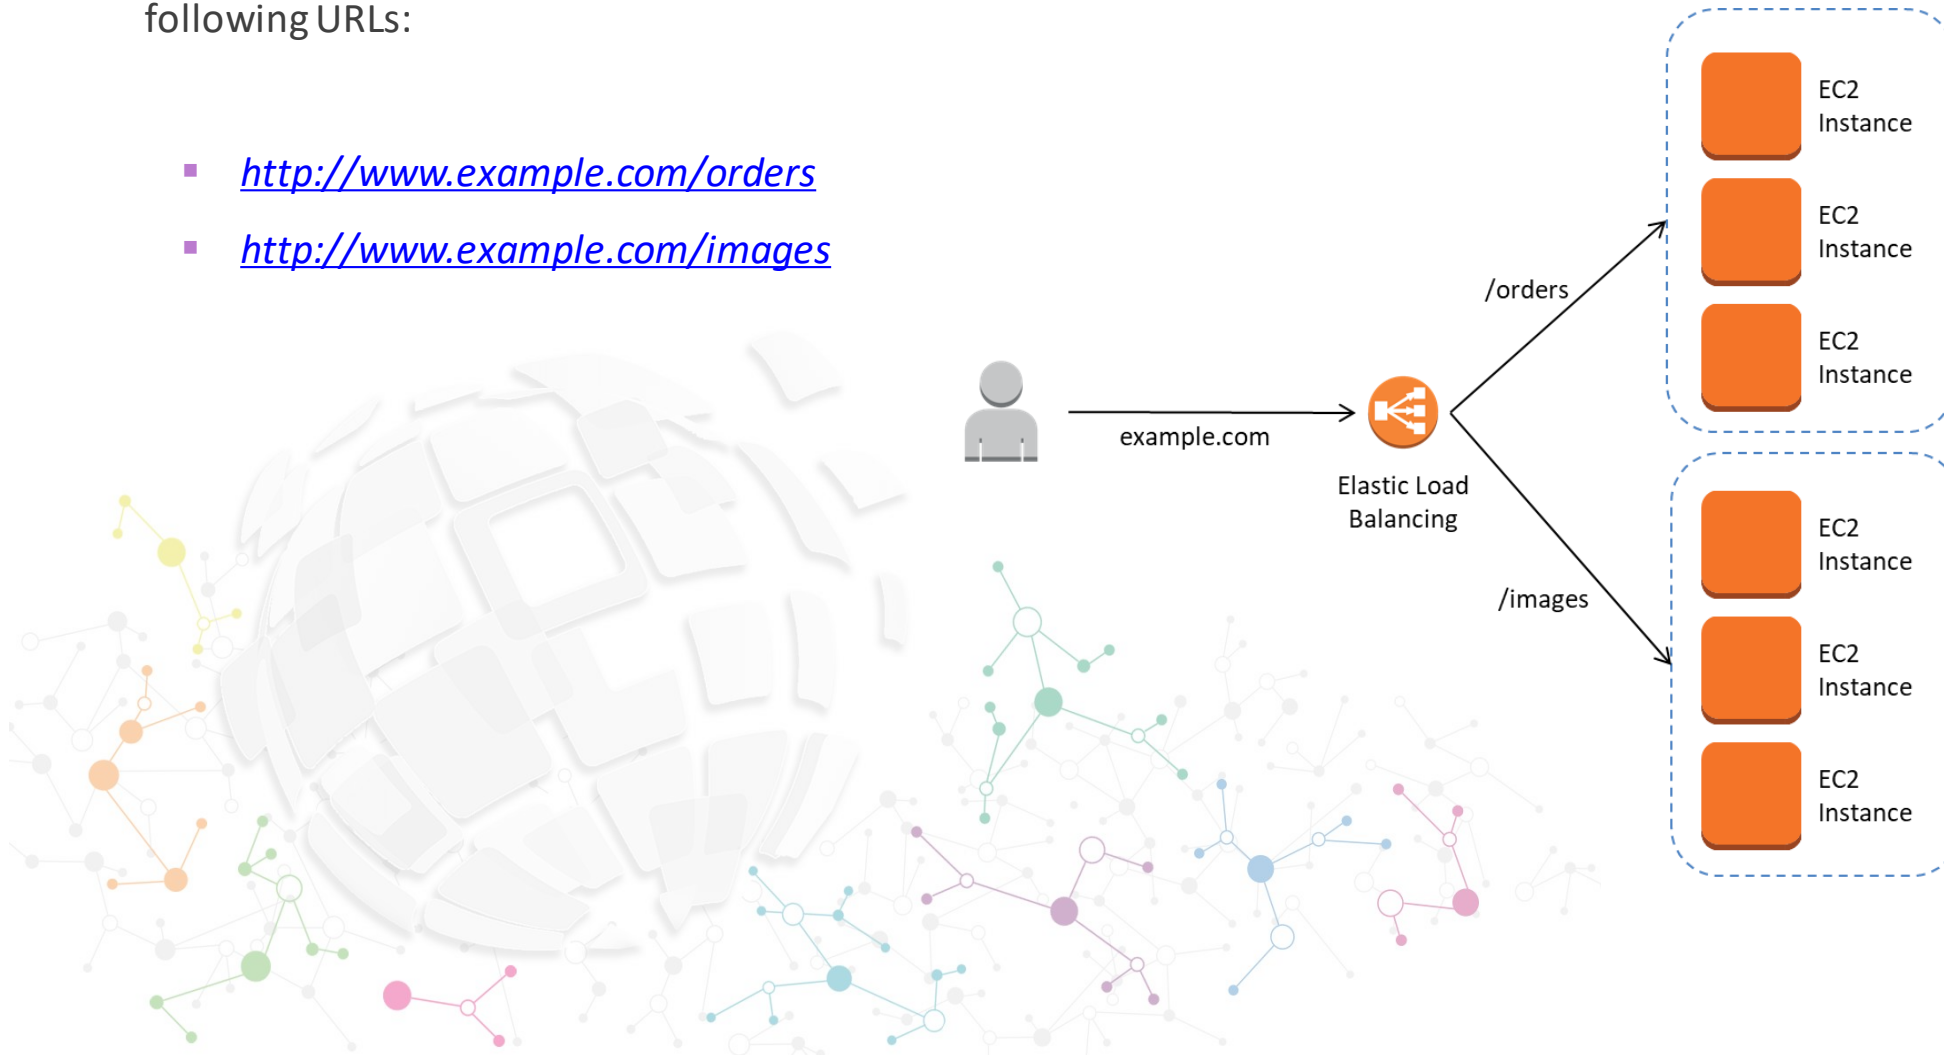 following URLs:
http://www.example.com/orders
http://www.example.com/images
EC2
Instance
EC2
Instance
/orders
EC2
Instance
example.com
Elastic Load
Balancing
EC2
Instance
/images
EC2
Instance
EC2
Instance